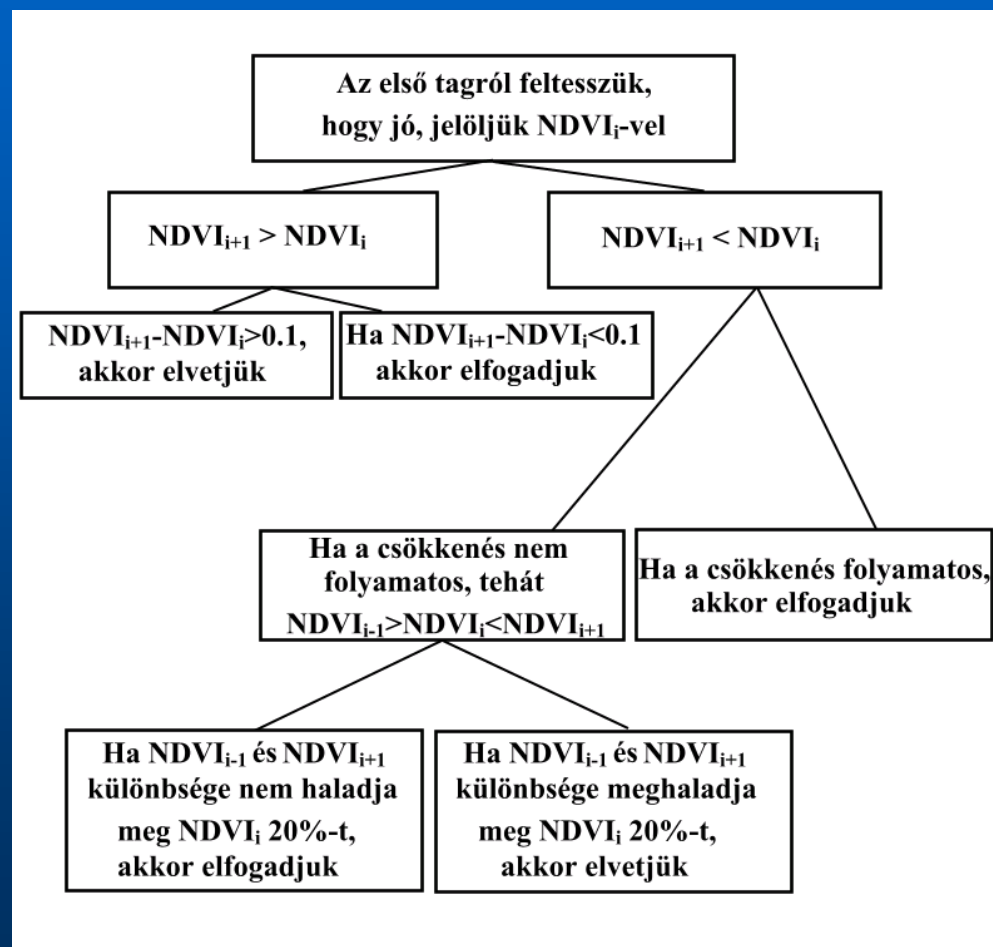 Az első tagról feltesszük,
hogy jó, jelöljük NDVIᵢ-vel
NDVIᵢ₊₁ > NDVIᵢ
NDVIᵢ₊₁ < NDVIᵢ
NDVIᵢ₊₁-NDVIᵢ>0.1,
akkor elvetjük
Ha NDVIᵢ₊₁-NDVIᵢ<0.1
akkor elfogadjuk
Ha a csökkenés nem
folyamatos, tehát
NDVIᵢ₋₁>NDVIᵢ<NDVIᵢ₊₁
Ha a csökkenés folyamatos,
akkor elfogadjuk
Ha NDVIᵢ₋₁ és NDVIᵢ₊₁
különbsége nem haladja
meg NDVIᵢ 20%-t,
akkor elfogadjuk
Ha NDVIᵢ₋₁ és NDVIᵢ₊₁
különbsége meghaladja
meg NDVIᵢ 20%-t,
akkor elvetjük